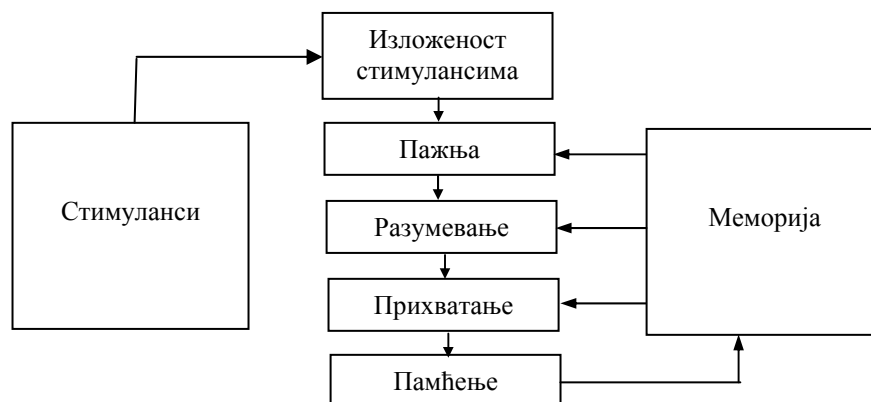 Изложеност
стимулансима
Пажња
Стимуланси
Разумевање
Меморија
Прихватање
Памћење